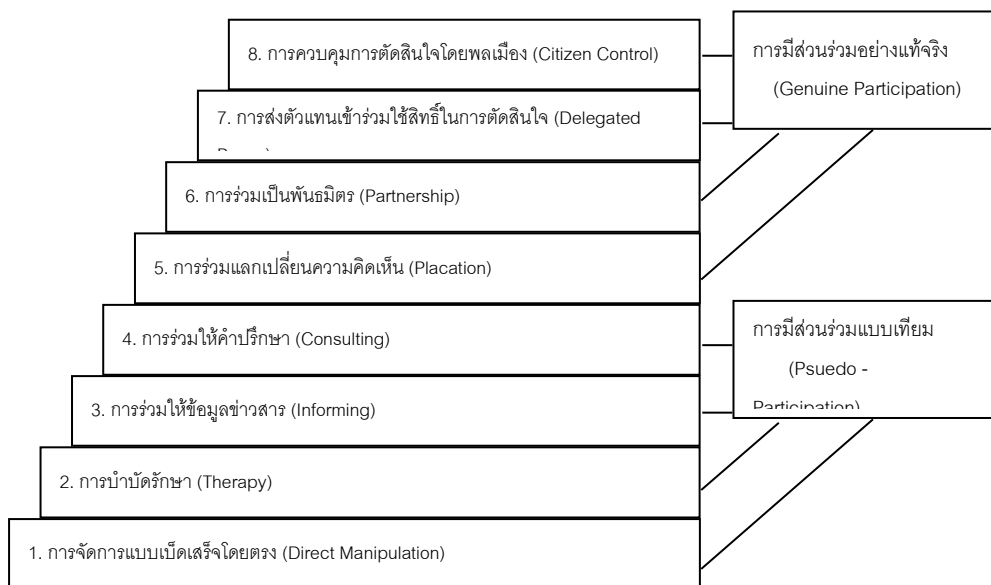 8. การควบคุมการตัดสินใจโดยพลเมือง (Citizen Control)
7. การส่งตัวแทนเข้าร่วมใช้สิทธิ์ในการตัดสินใจ (Delegated
6. การร่วมเป็นพันธมิตร (Partnership)
5. การร่วมแลกเปลี่ยนความคิดเห็น (Placation)
4. การร่วมให้คำปรึกษา (Consulting)
3. การร่วมให้ข้อมูลข่าวสาร (Informing)
2. การบำบัดรักษา (Therapy)
1. การจัดการแบบเบ็ดเสร็จโดยตรง (Direct Manipulation)
การมีส่วนร่วมอย่างแท้จริง
(Genuine Participation)
การมีส่วนร่วมแบบเทียม
(Psuedo -
Participation)